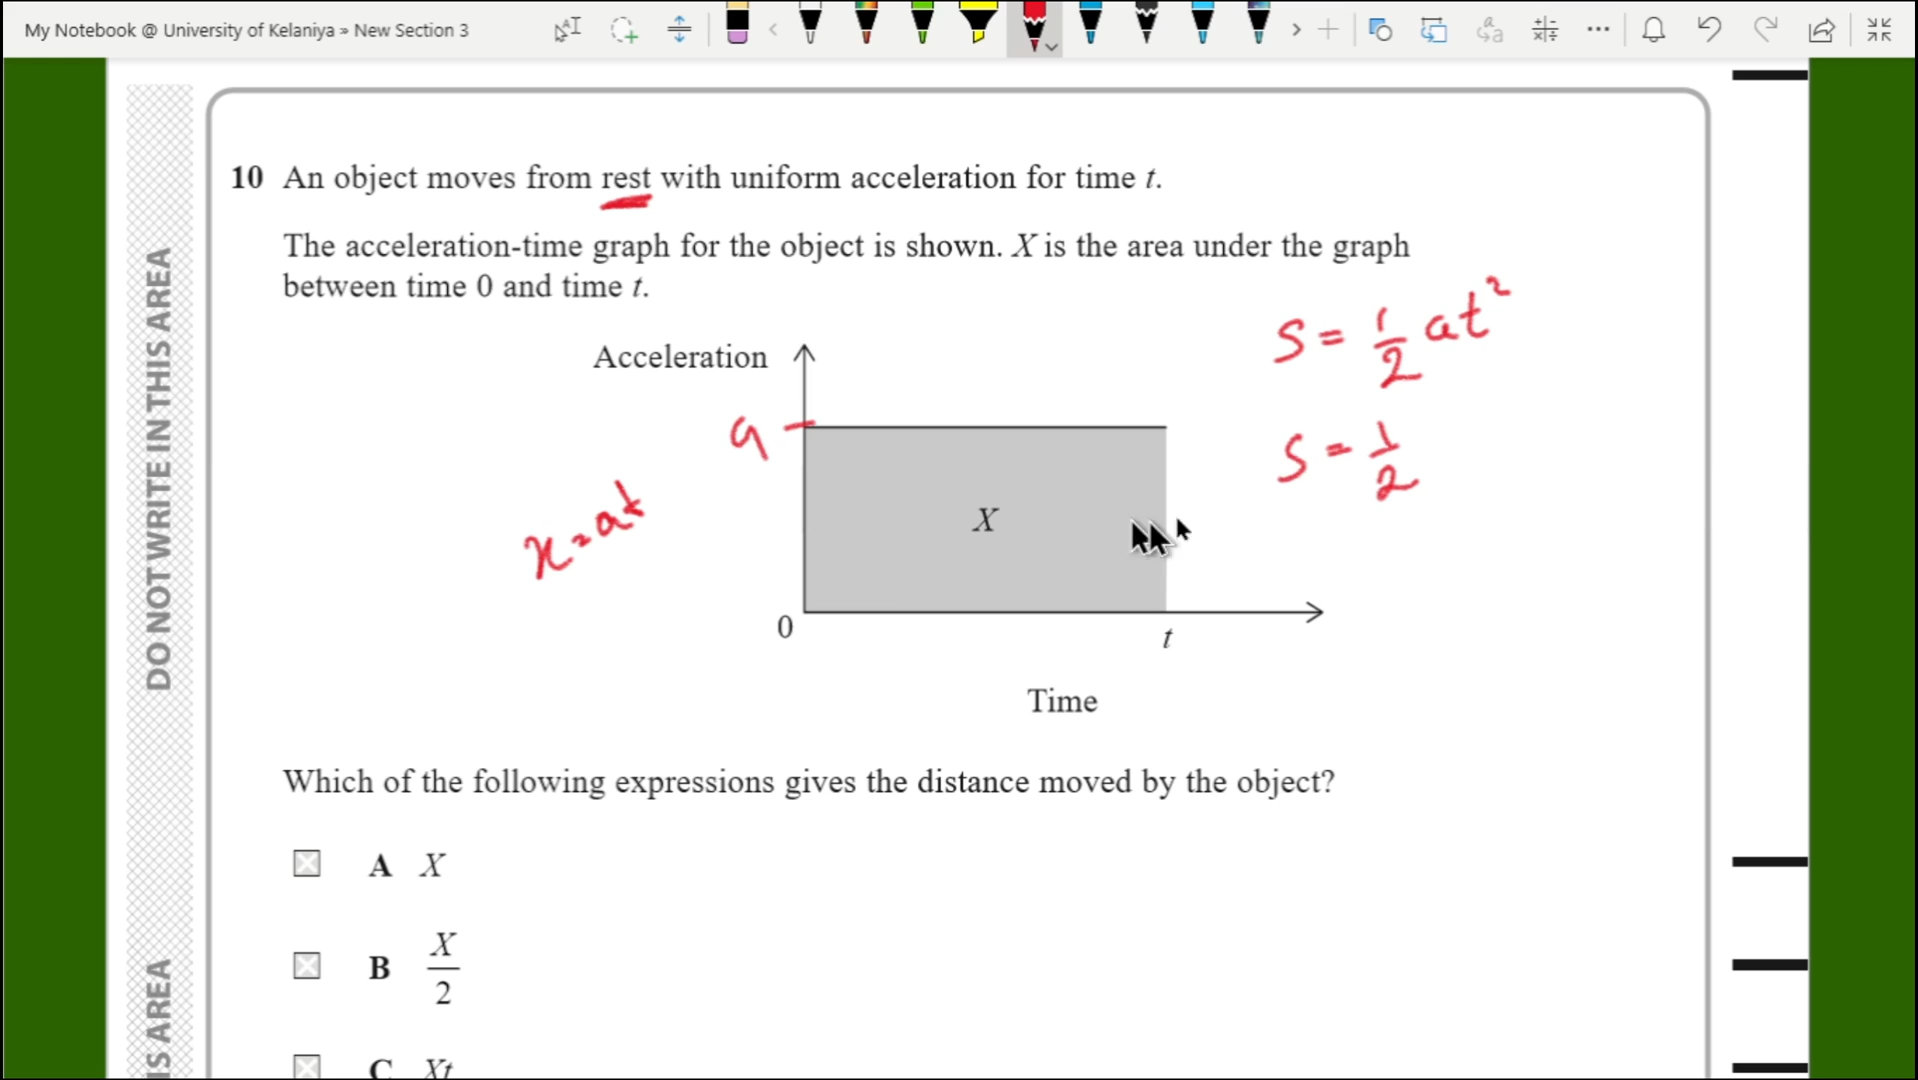 My Notebook @ University of Kelaniya » New Section 3
DO NOT WRITE IN THIS AREA
10 An object moves from rest with uniform acceleration for time t.
The acceleration-time graph for the object is shown. X is the area under the graph
between time 0 and time t.
S = 1/2 at²
Acceleration
a
S = 1/2
x = at
X
0
t
Time
Which of the following expressions gives the distance moved by the object?
A X
B X/2
IS AREA
C Xt